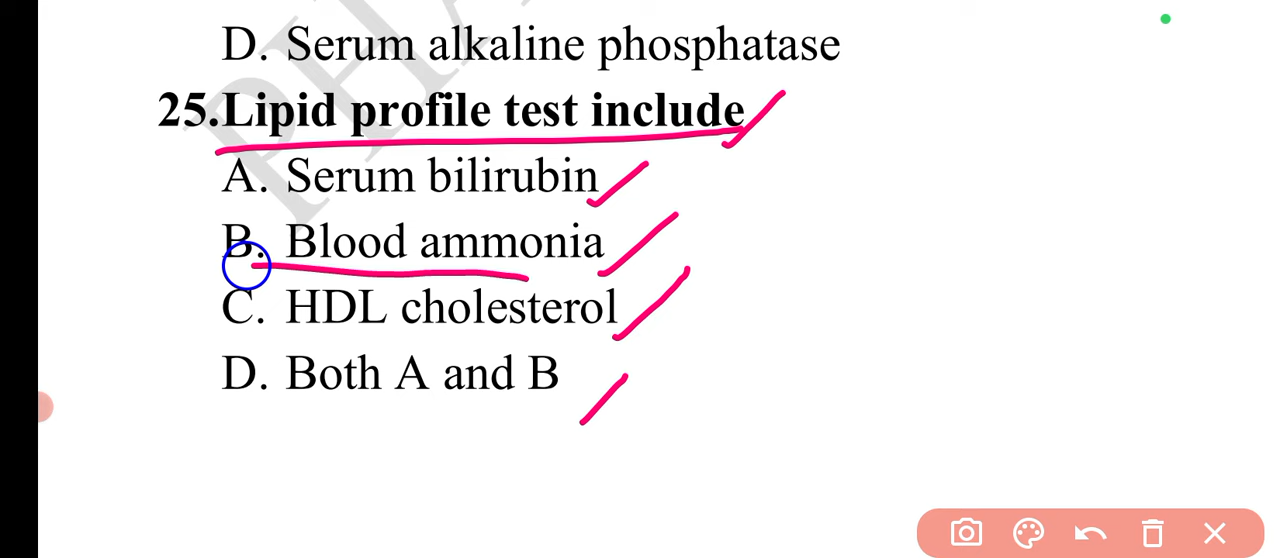 D. Serum alkaline phosphatase
25.Lipid profile test include
A. Serum bilirubin
B. Blood ammonia
C. HDL cholesterol
D. Both A and B